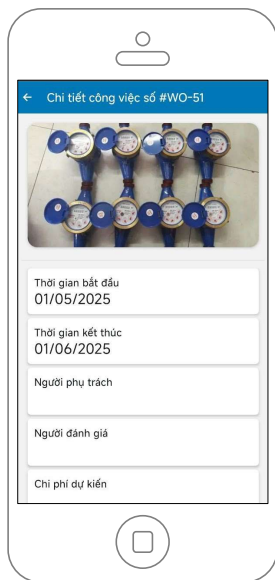 ← Chi tiết công việc số #WO-51
Thời gian bắt đầu
01/05/2025
Thời gian kết thúc
01/06/2025
Người phụ trách
Người đánh giá
Chi phí dự kiến